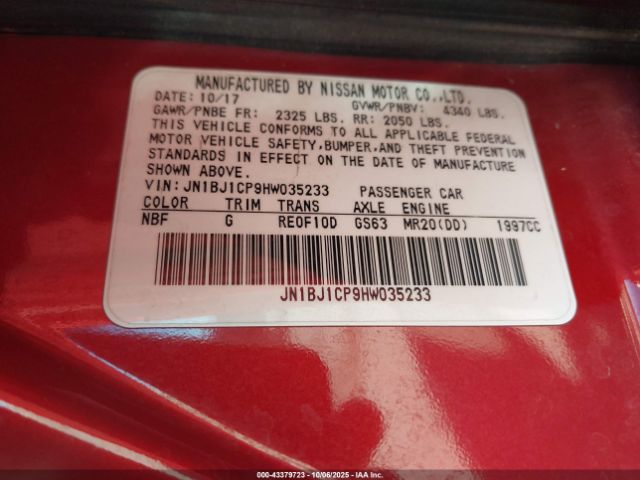 MANUFACTURED BY NISSAN MOTOR CO.,LTD.
DATE: 10/17 GVWR/PNBV: 4340 LBS.
GAWR/PNBE FR: 2325 LBS. RR: 2050 LBS.
THIS VEHICLE CONFORMS TO ALL APPLICABLE FEDERAL
MOTOR VEHICLE SAFETY,BUMPER,AND THEFT PREVENTION
STANDARDS IN EFFECT ON THE DATE OF MANUFACTURE
SHOWN ABOVE.
VIN: JN1BJ1CP9HW035233 PASSENGER CAR
COLOR TRIM TRANS AXLE ENGINE
NBF G RE0F10D GS63 MR20(DD) 1997CC
JN1BJ1CP9HW035233
000-43379723 - 10/06/2025 - IAA Inc.